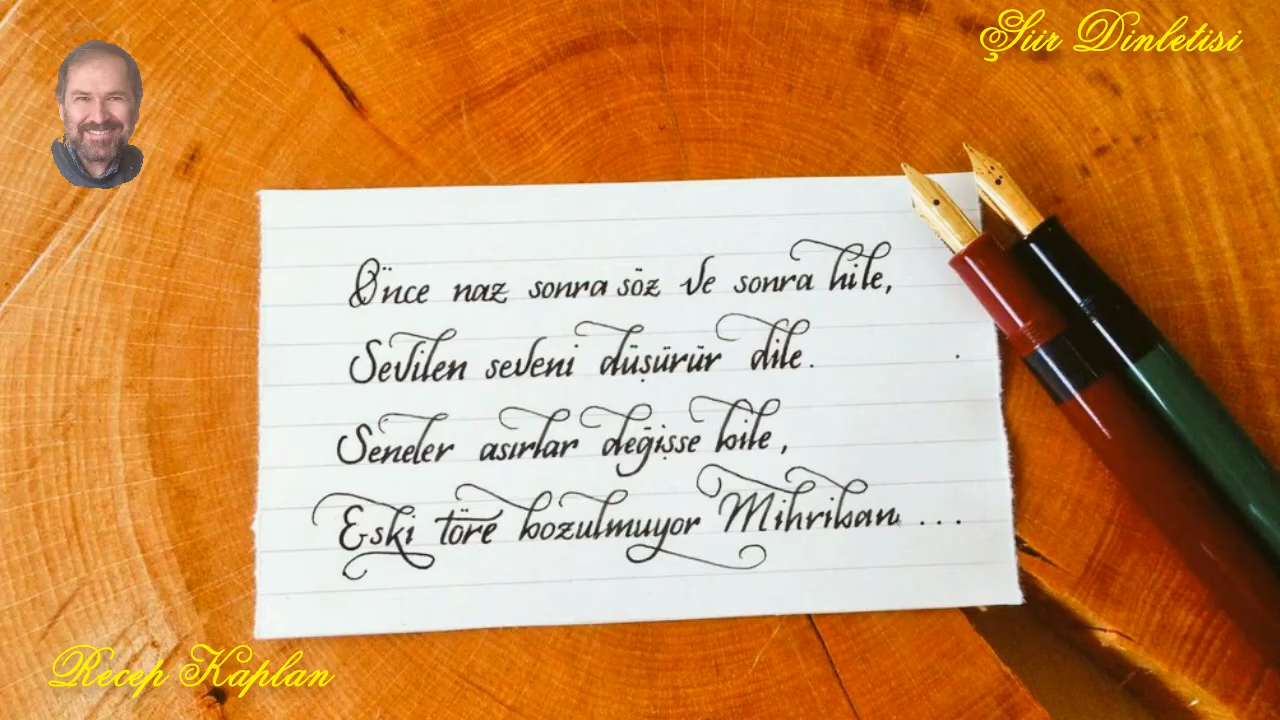 Şiir Dinletisi
Önce naz sonra söz ve sonra hile,
Sevilen seveni düşürür dile.
Seneler asırlar değişse bile,
Eski töre bozulmuyor Mihriban ...
Recep Kaplan